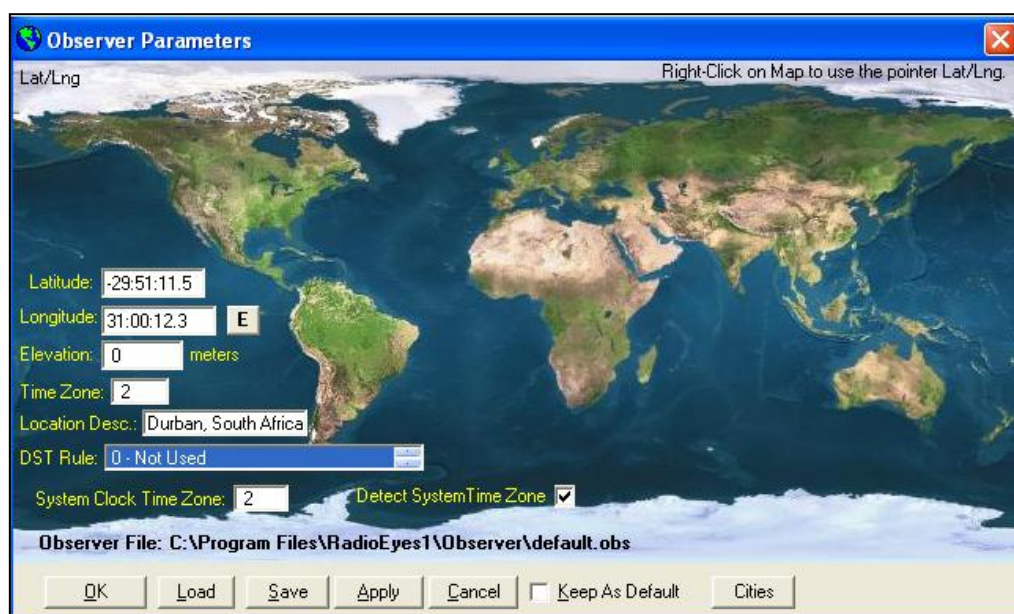 Observer Parameters
Lat/Lng
Right-Click on Map to use the pointer Lat/Lng.
Latitude: -29:51:11.5
Longitude: 31:00:12.3 E
Elevation: 0 meters
Time Zone: 2
Location Desc.: Durban, South Africa
DST Rule: 0 - Not Used
System Clock Time Zone: 2 Detect SystemTime Zone
Observer File: C:\Program Files\RadioEyes1\Observer\default.obs
OK Load Save Apply Cancel Keep As Default Cities